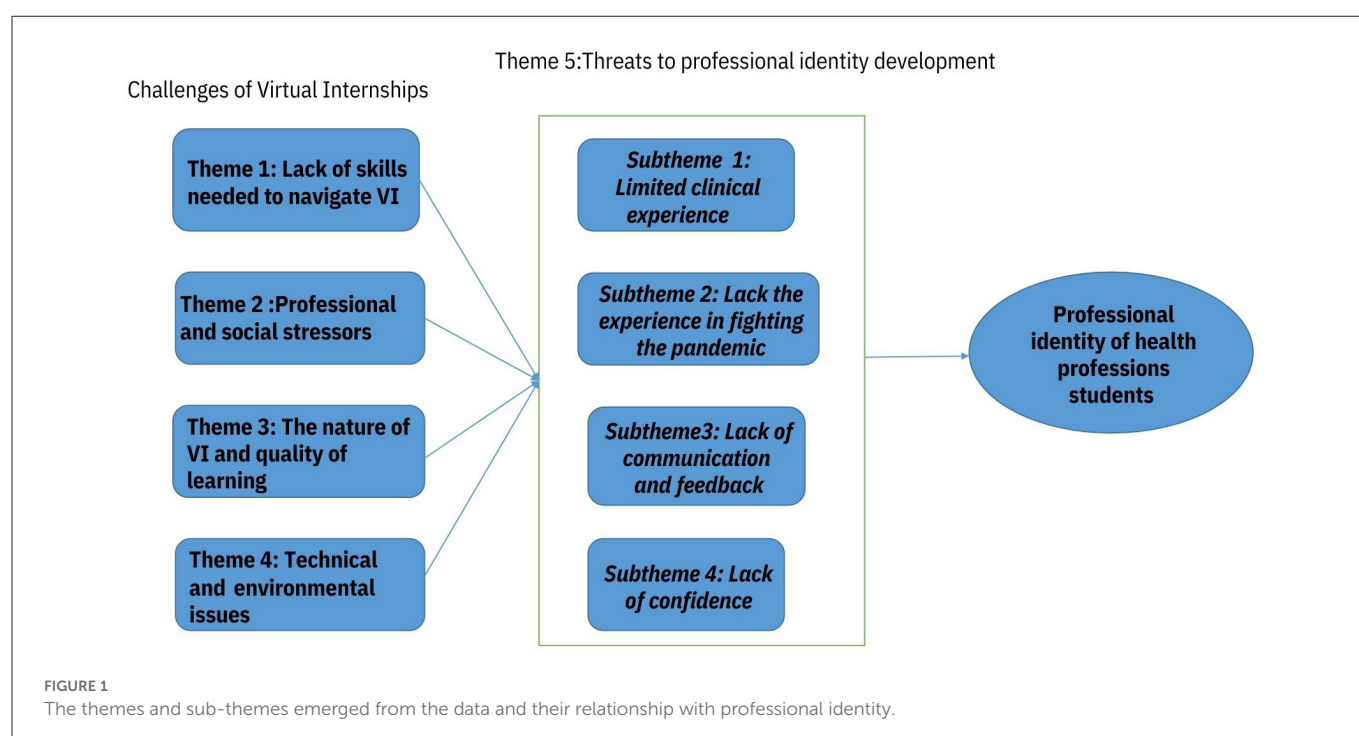 Theme 5:Threats to professional identity development
Challenges of Virtual Internships
Theme 1: Lack of skills
needed to navigate VI
Theme 2 :Professional
and social stressors
Theme 3: The nature of
VI and quality of
learning
Theme 4: Technical
and environmental
issues
Subtheme 1:
Limited clinical
experience
Subtheme 2: Lack the
experience in fighting
the pandemic
Subtheme3: Lack of
communication
and feedback
Subtheme 4: Lack
of confidence
Professional
identity of health
professions
students
FIGURE 1
The themes and sub-themes emerged from the data and their relationship with professional identity.